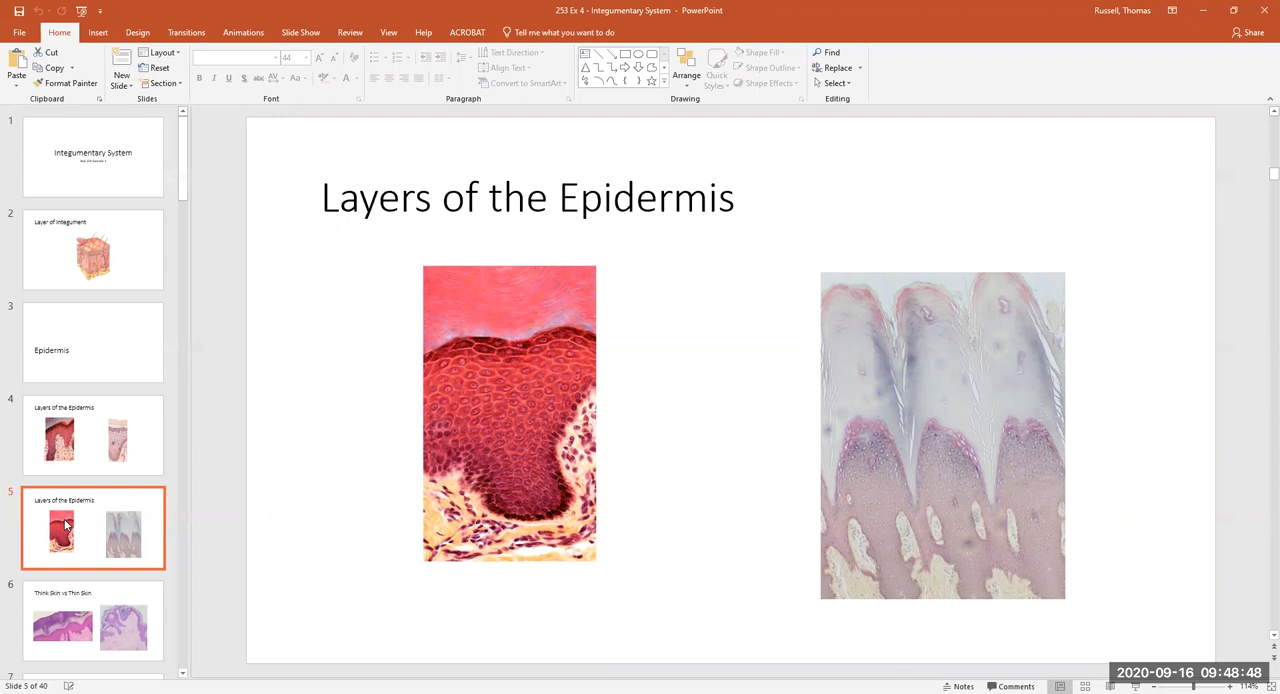 253 Ex 4 - Integumentary System - PowerPoint
Russell, Thomas
File Home Insert Design Transitions Animations Slide Show Review View Help ACROBAT Tell me what you want to do Share
Paste
Cut
Copy
Format Painter
Clipboard
New
Slide
Layout
Reset
Section
Slides
44
Font
Text Direction
Align Text
Convert to SmartArt
Paragraph
Arrange
Quick
Styles
Shape Fill
Shape Outline
Shape Effects
Drawing
Find
Replace
Select
Editing
1
Integumentary System
2
Layer of Integument
3
Epidermis
4
Layers of the Epidermis
5
Layers of the Epidermis
6
Think Skin vs Thin Skin
7
Layers of the Epidermis
2020-09-16 09:48:48
Slide 5 of 40
Notes
Comments
114%